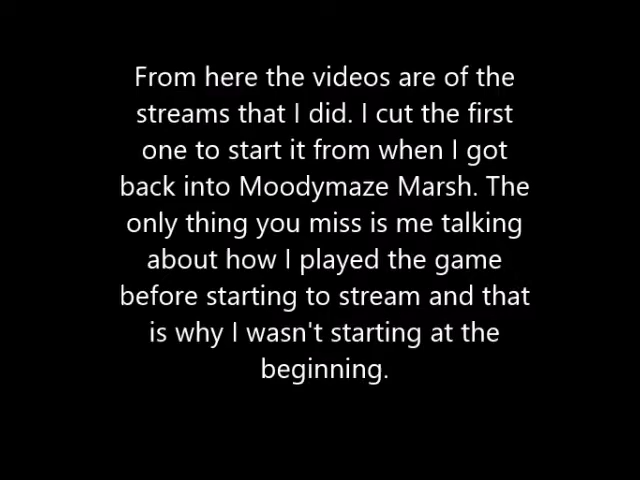 From here the videos are of the
streams that I did. I cut the first
one to start it from when I got
back into Moodymaze Marsh. The
only thing you miss is me talking
about how I played the game
before starting to stream and that
is why I wasn't starting at the
beginning.